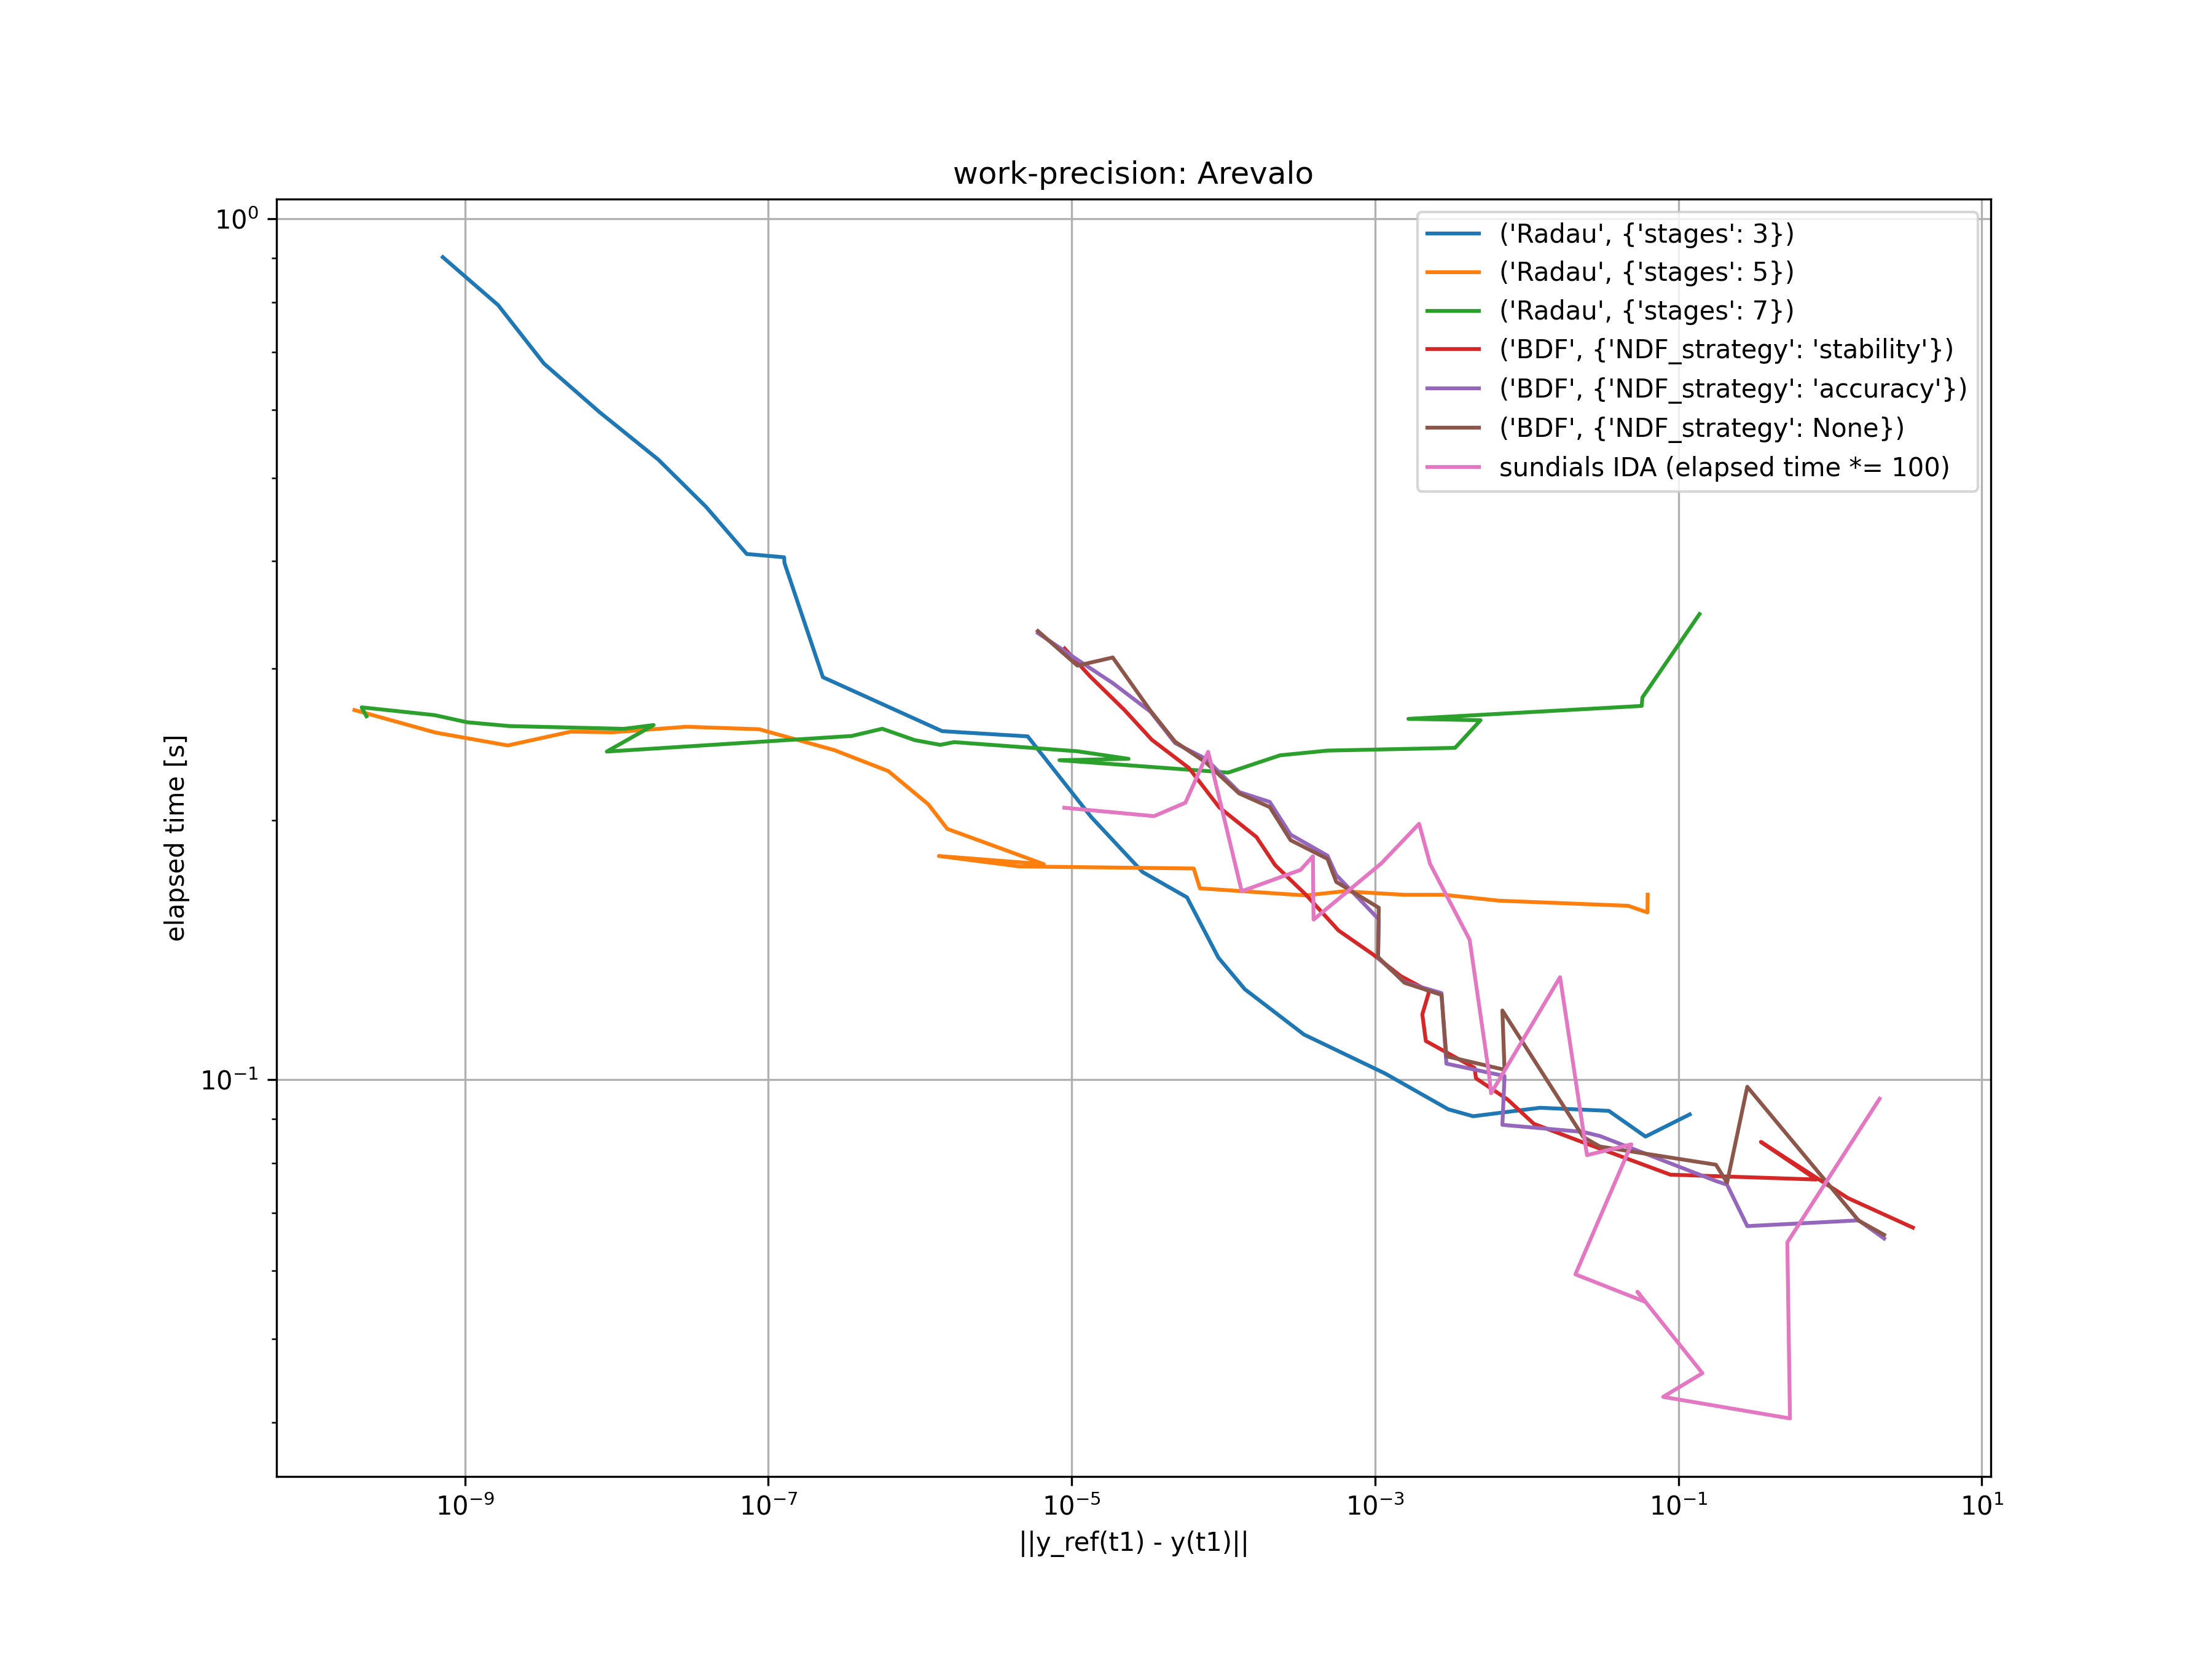 work-precision: Arevalo
10⁰
10⁻¹
elapsed time [s]
('Radau', {'stages': 3})
('Radau', {'stages': 5})
('Radau', {'stages': 7})
('BDF', {'NDF_strategy': 'stability'})
('BDF', {'NDF_strategy': 'accuracy'})
('BDF', {'NDF_strategy': None})
sundials IDA (elapsed time *= 100)
10⁻⁹ 10⁻⁷ 10⁻⁵ 10⁻³ 10⁻¹ 10¹
||y_ref(t1) - y(t1)||